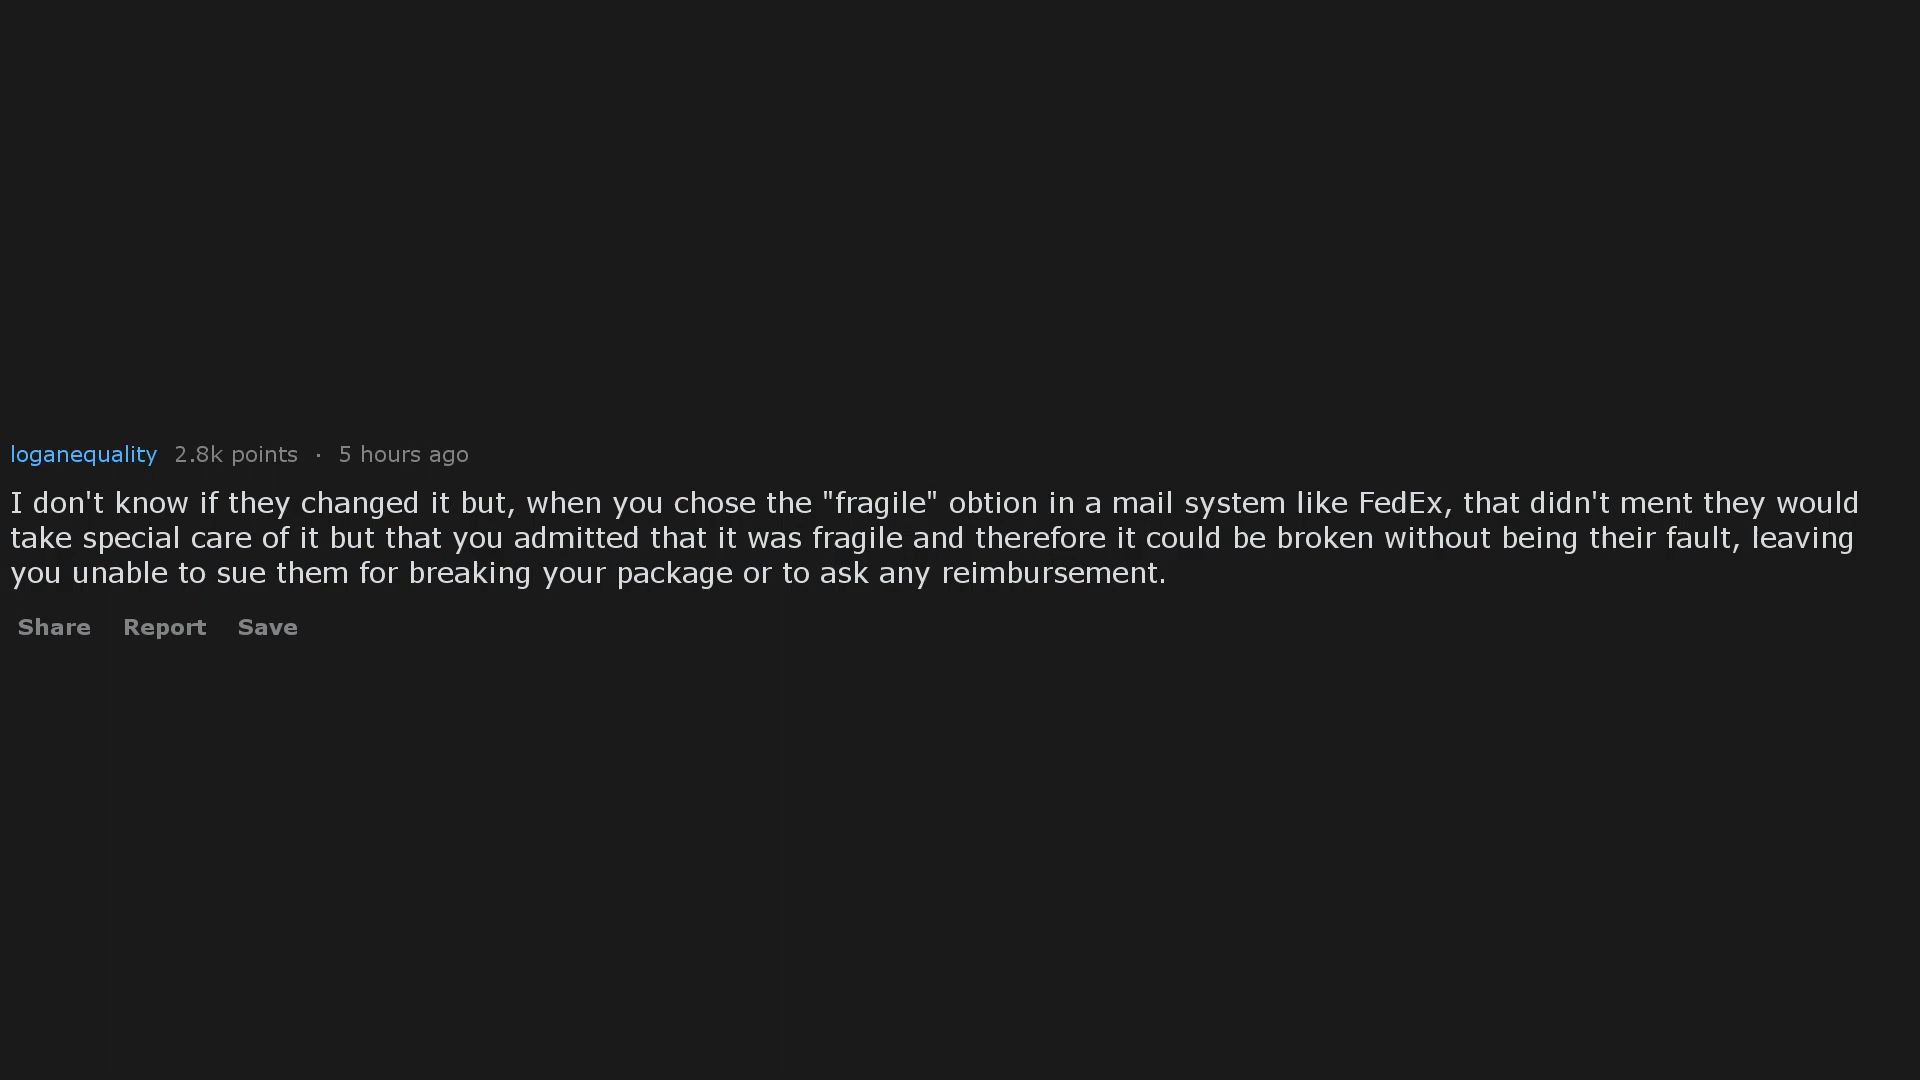 loganequality 2.8k points · 5 hours ago
I don't know if they changed it but, when you chose the "fragile" obtion in a mail system like FedEx, that didn't ment they would
take special care of it but that you admitted that it was fragile and therefore it could be broken without being their fault, leaving
you unable to sue them for breaking your package or to ask any reimbursement.
Share Report Save